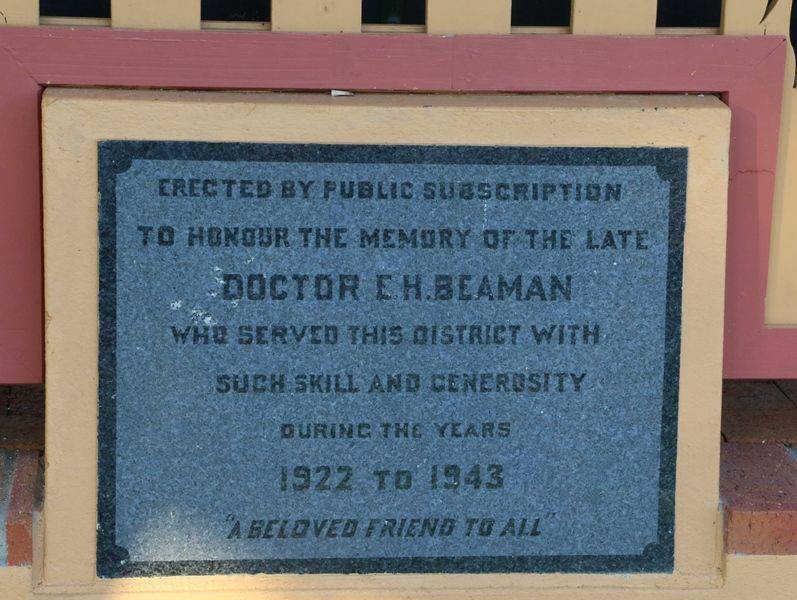 ERECTED BY PUBLIC SUBSCRIPTION
TO HONOUR THE MEMORY OF THE LATE
DOCTOR E.H.BEAMAN
WHO SERVED THIS DISTRICT WITH
SUCH SKILL AND GENEROSITY
DURING THE YEARS
1922 TO 1943
"A BELOVED FRIEND TO ALL"